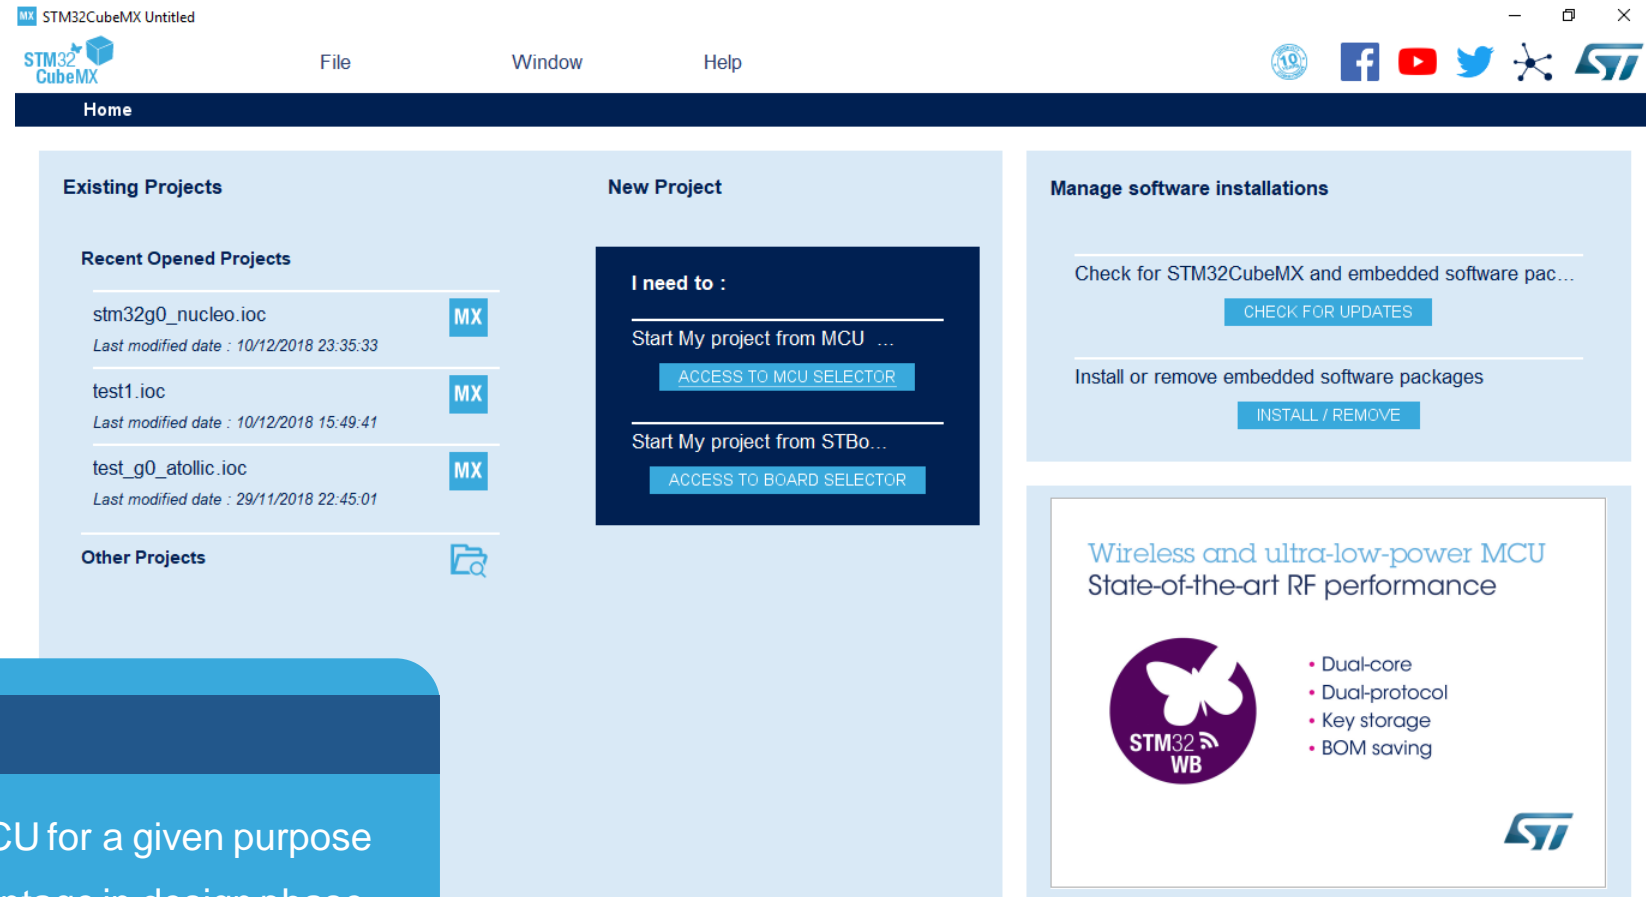 MX STM32CubeMX Untitled
STM32
CubeMX
File
Window
Help
10
Home
Existing Projects
Recent Opened Projects
stm32g0_nucleo.ioc
MX
Last modified date : 10/12/2018 23:35:33
test1.ioc
MX
Last modified date : 10/12/2018 15:49:41
test_g0_atollic.ioc
MX
Last modified date : 29/11/2018 22:45:01
Other Projects
New Project
I need to :
Start My project from MCU ...
ACCESS TO MCU SELECTOR
Start My project from STBo...
ACCESS TO BOARD SELECTOR
Manage software installations
Check for STM32CubeMX and embedded software pac...
CHECK FOR UPDATES
Install or remove embedded software packages
INSTALL / REMOVE
Wireless and ultra-low-power MCU
State-of-the-art RF performance
STM32
WB
• Dual-core
• Dual-protocol
• Key storage
• BOM saving
ST
CU for a given purpose
in design phase